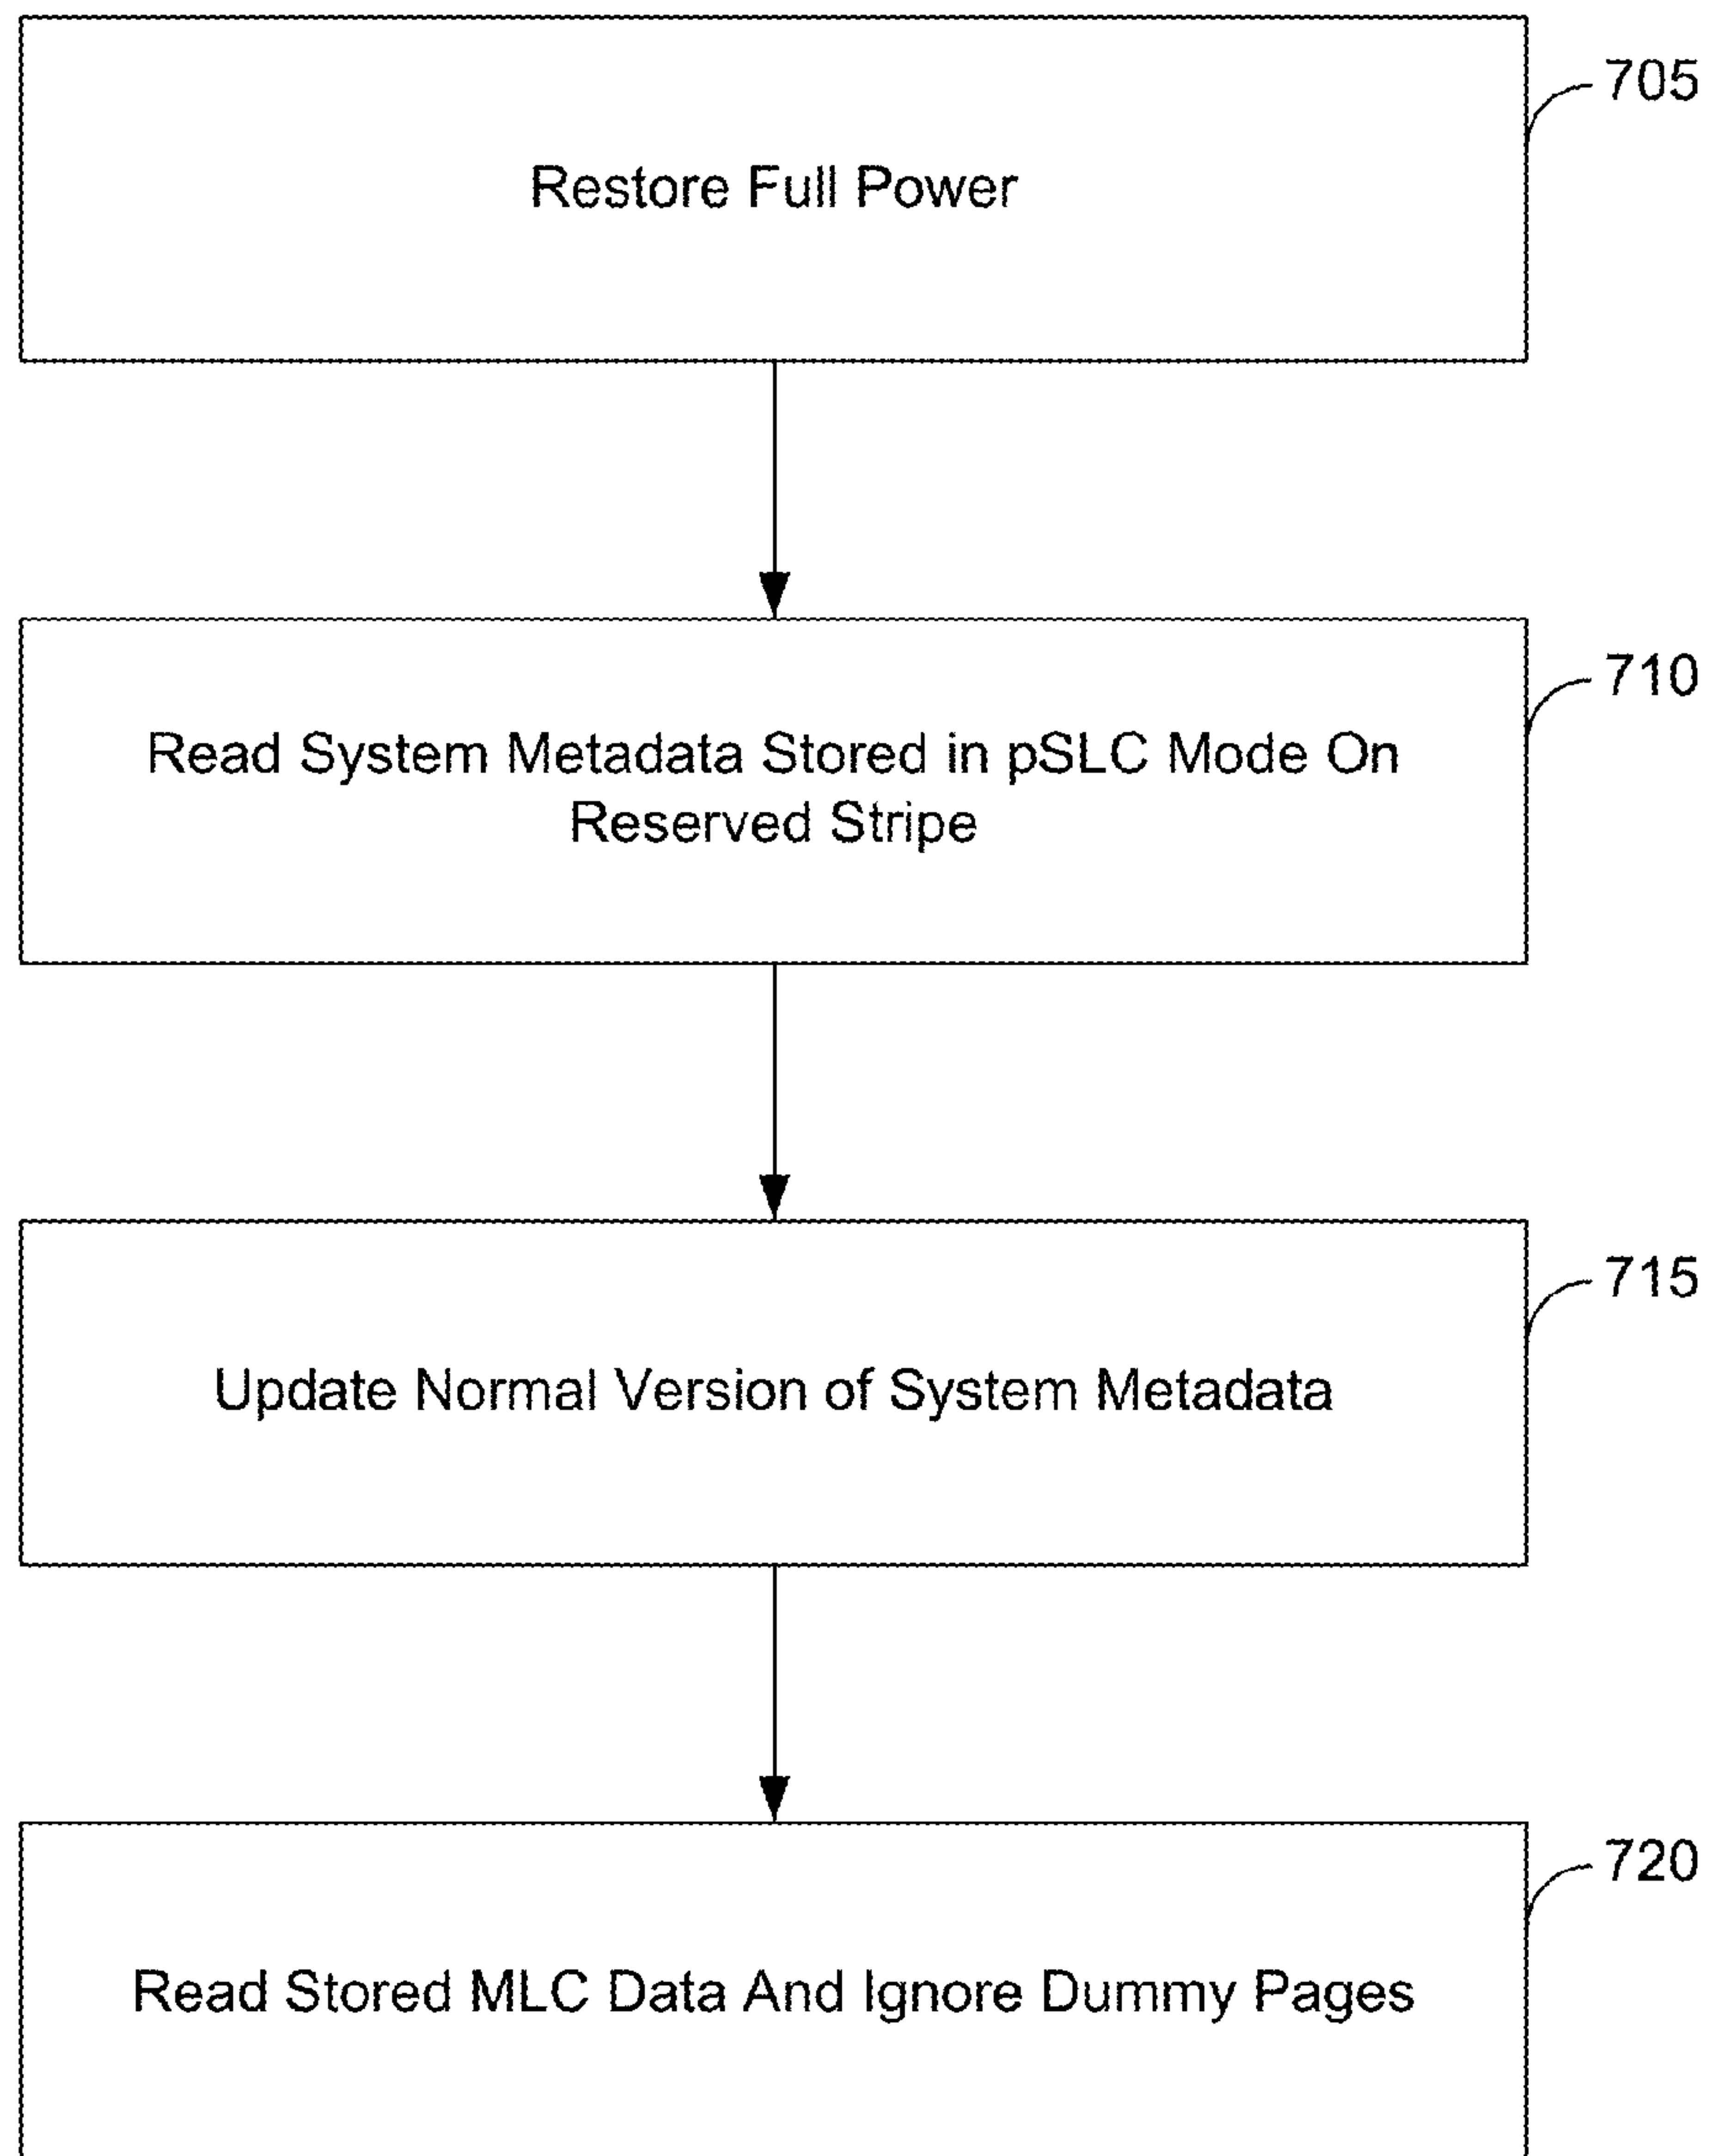 705
Restore Full Power
710
Read System Metadata Stored in pSLC Mode On
Reserved Stripe
715
Update Normal Version of System Metadata
720
Read Stored MLC Data And Ignore Dummy Pages